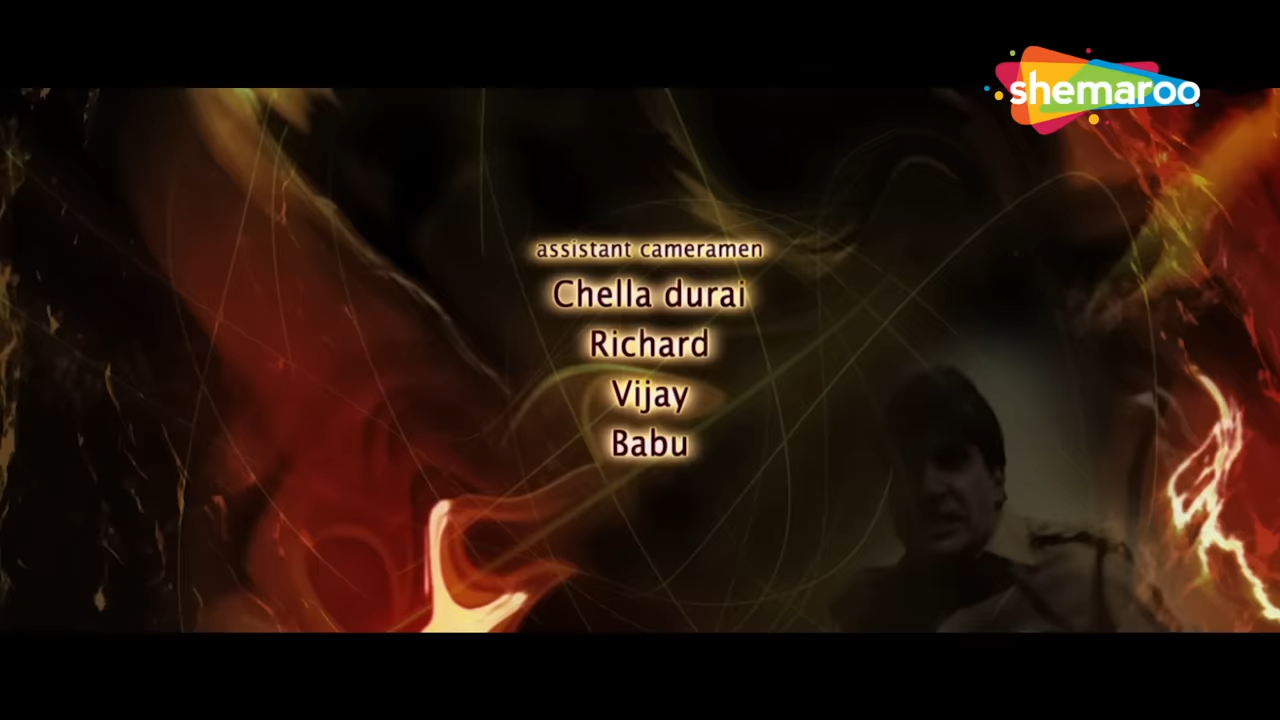 shemaroo
assistant cameramen
Chella durai
Richard
Vijay
Babu